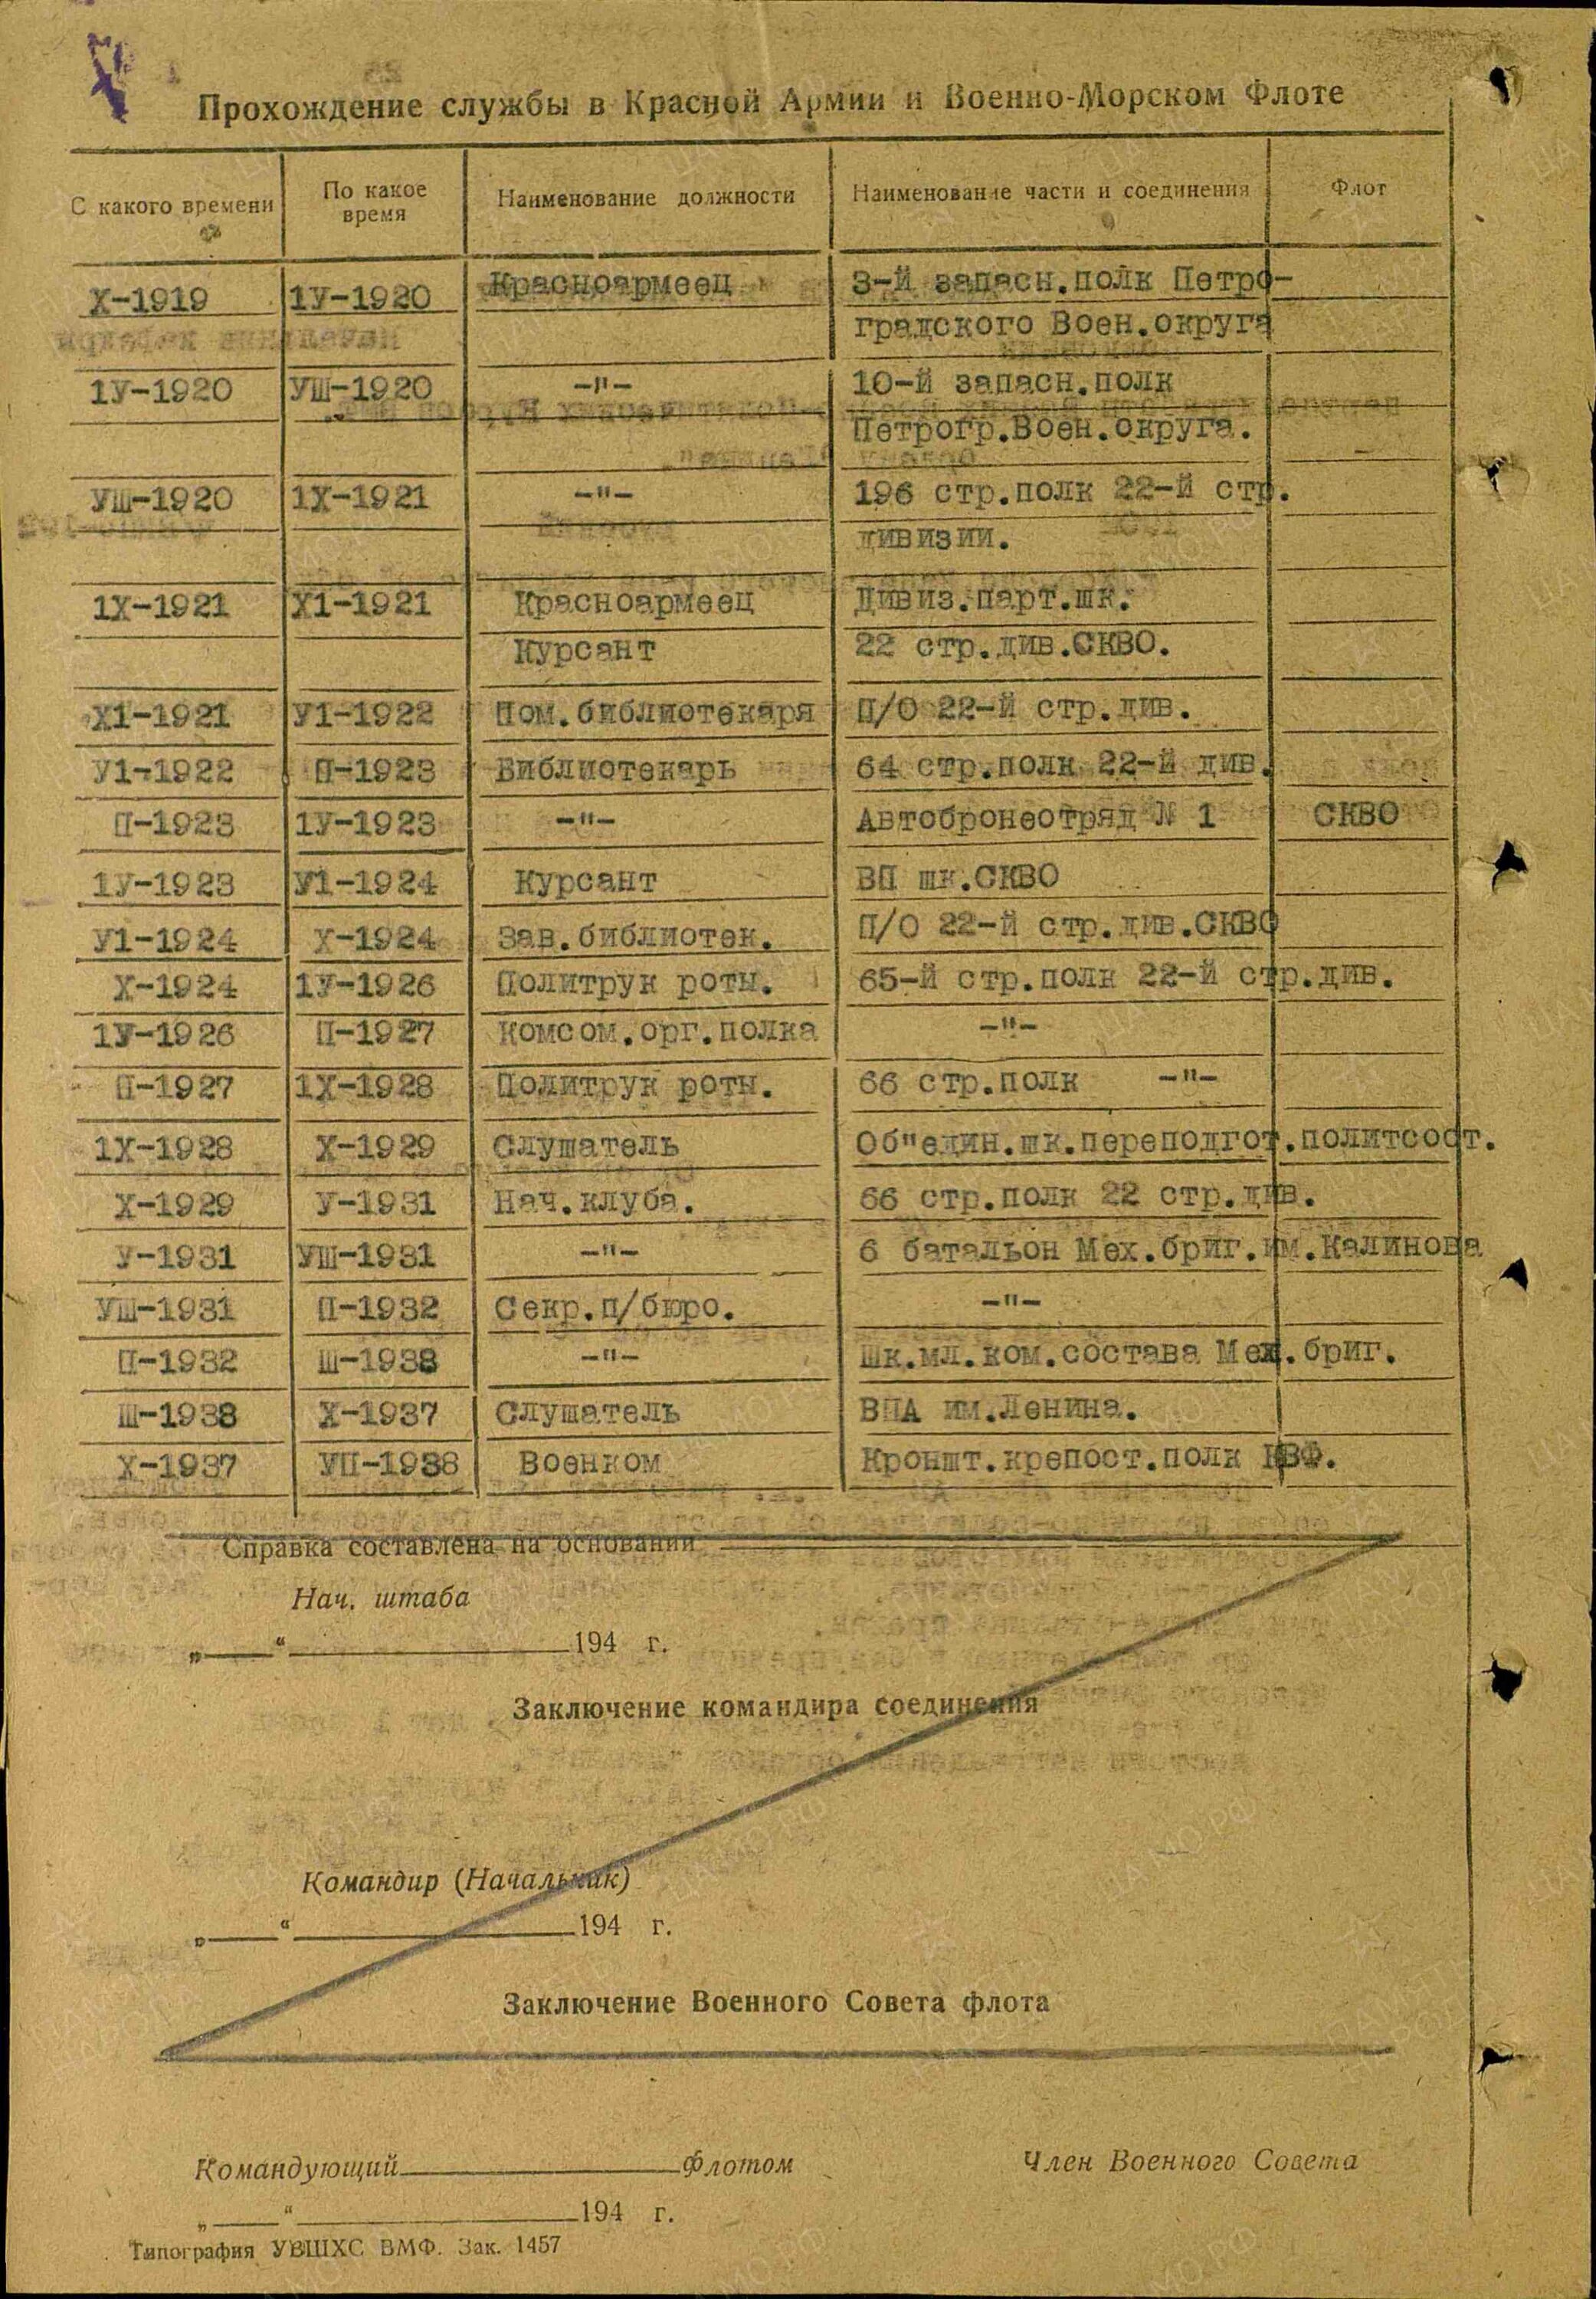 Прохождение службы в Красной Армии и Военно-Морском Флоте
С какого времени
По какое время
Наименование должности
Наименование части и соединения
Флот
X-1919 1У-1920 Красноармеец 3-й запасн.полк Петро-
градского Воен.округа
1У-1920 УШ-1920 -"- 10-й запасн.полк
Петрогр.Воен.округа.
УШ-1920 1X-1921 -"- 196 стр.полк 22-й стр.
дивизии.
1X-1921 X1-1921 Красноармеец Дивиз.парт.шк.
Курсант 22 стр.див.СКВО.
X1-1921 У1-1922 Пом.библиотекаря П/О 22-й стр.див.
У1-1922 П-1923 Библиотекарь 64 стр.полк 22-й див.
П-1923 1У-1923 -"- Автобронеотряд № 1 СКВО
1У-1923 У1-1924 Курсант ВП шк.СКВО
У1-1924 X-1924 Зав.библиотек. П/О 22-й стр.див.СКВО
X-1924 1У-1926 Политрук роты. 65-й стр.полк 22-й стр.див.
1У-1926 П-1927 Комсом.орг.полка -"-
П-1927 1X-1928 Политрук роты. 66 стр.полк -"-
1X-1928 X-1929 Слушатель Об"един.шк.переподгот.политсост.
X-1929 У-1931 Нач.клуба. 66 стр.полк 22 стр.див.
У-1931 УШ-1931 -"- 6 батальон Мех.бриг.им.Калинова
УШ-1931 П-1932 Секр.п/бюро. -"-
П-1932 Ш-1933 -"- Шк.мл.ком.состава Мех.бриг.
Ш-1933 X-1937 Слушатель ВПА им.Ленина.
X-1937 УП-1938 Военком Кроншт.крепост.полк КБФ.
Справка составлена на основании
Нач. штаба
„ “ 194 г.
Заключение командира соединения
Командир (Начальник)
„ “ 194 г.
Заключение Военного Совета флота
Командующий Флотом Член Военного Совета
„ “ 194 г.
Типография УВШХС ВМФ. Зак. 1457